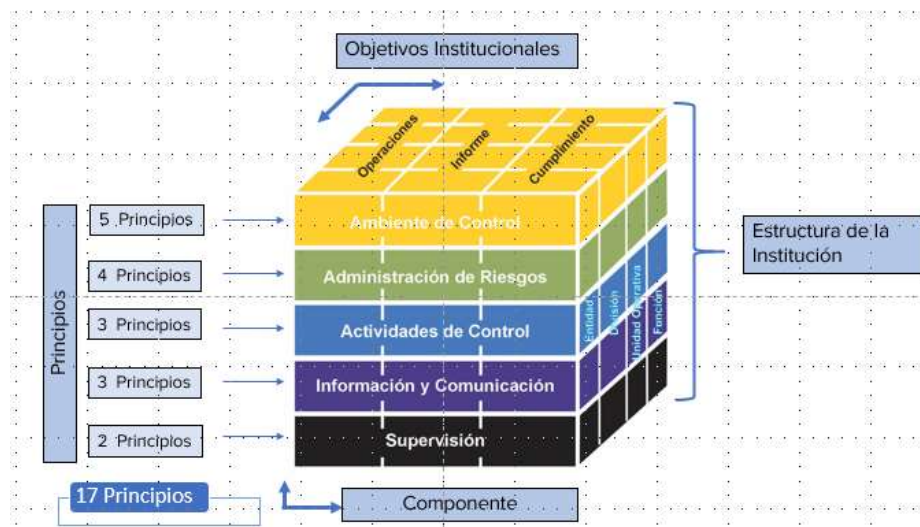 Objetivos Institucionales
Operaciones
Informe
Cumplimiento
Principios
5 Principios
Ambiente de Control
4 Principios
Administración de Riesgos
3 Principios
Actividades de Control
3 Principios
Información y Comunicación
2 Principios
Supervisión
Entidad
División
Unidad Operativa
Función
Estructura de la
Institución
17 Principios
Componente